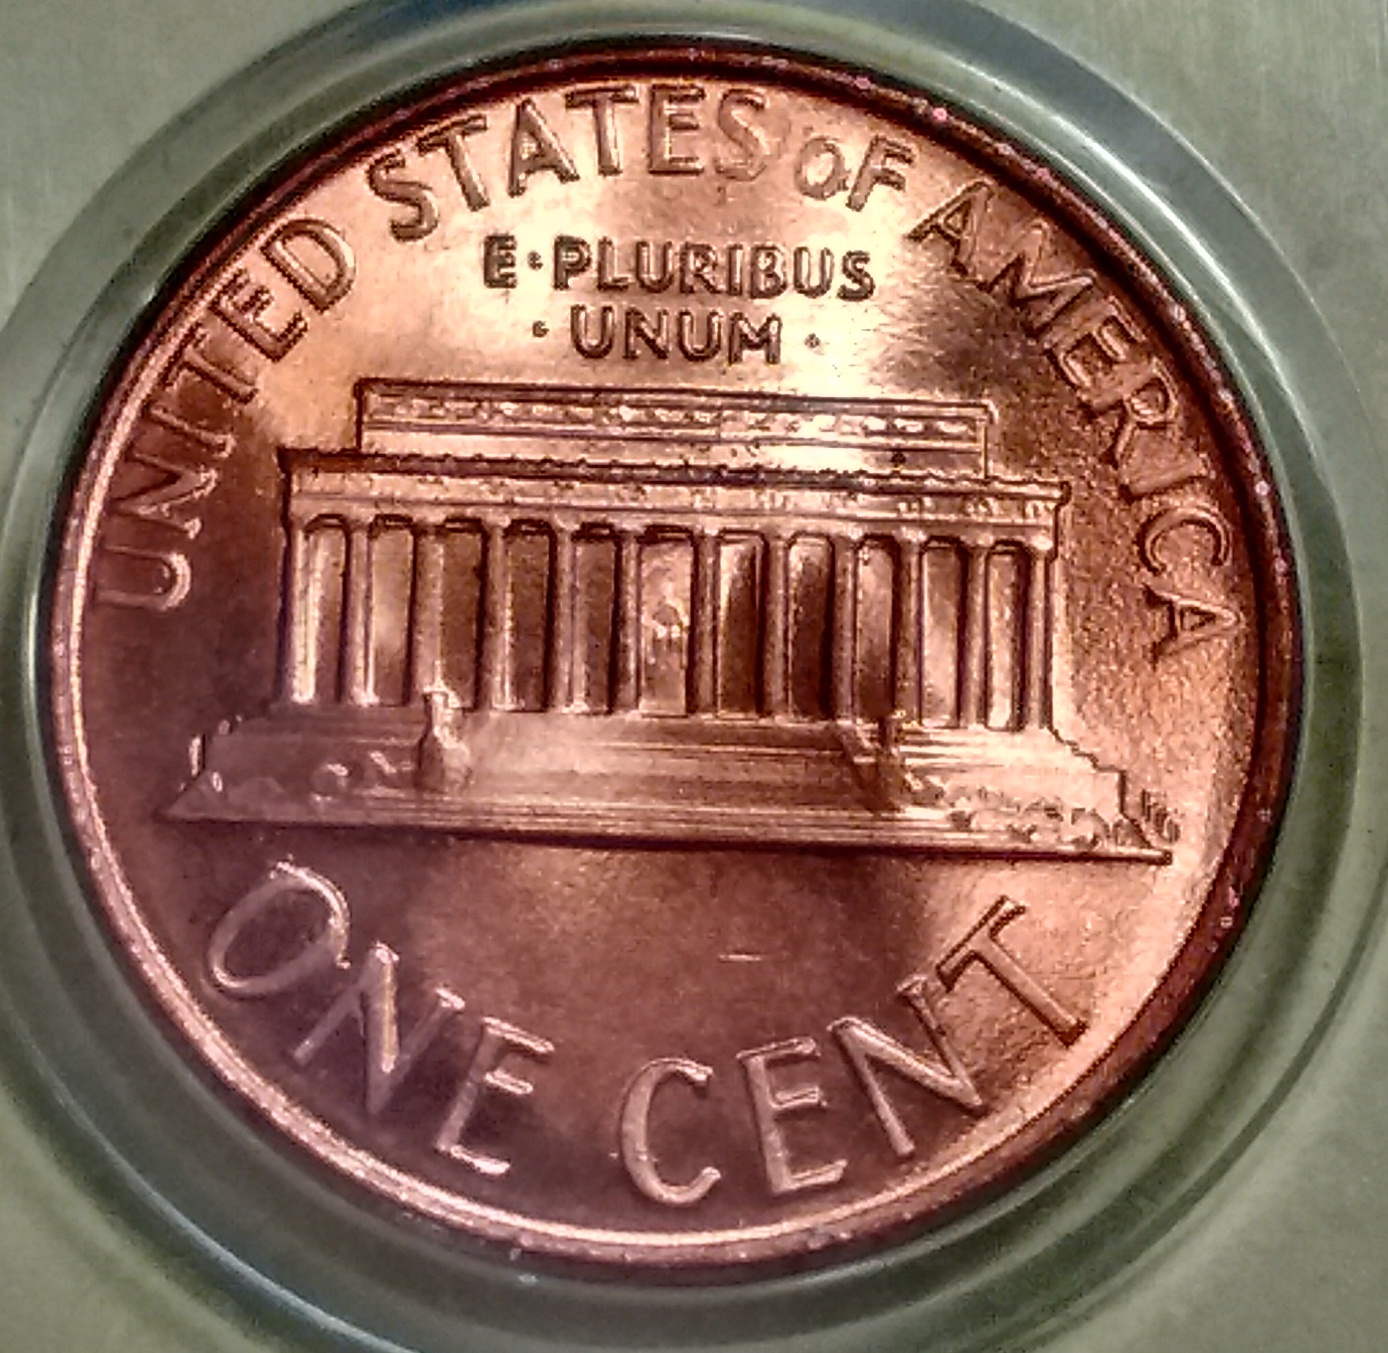 UNITED STATES OF AMERICA
E·PLURIBUS
·UNUM·
ONE CENT